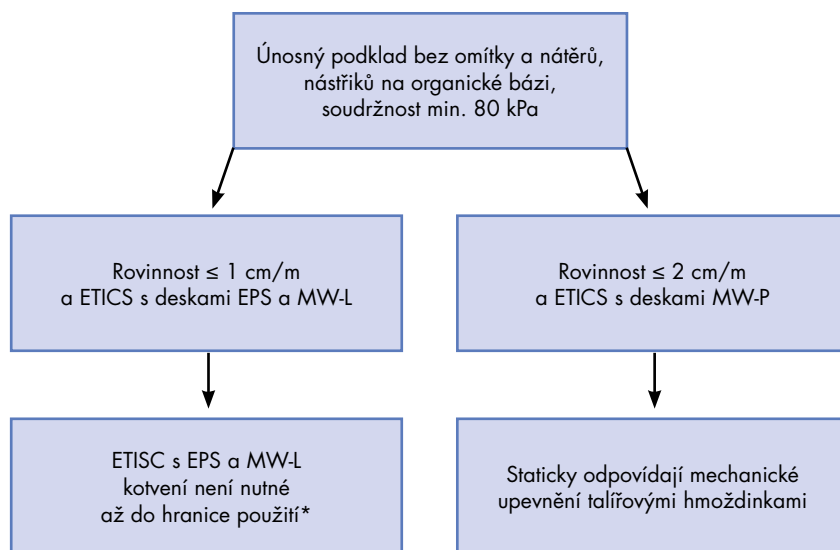 Únosný podklad bez omítky a nátěrů,
nástřiků na organické bázi,
soudržnost min. 80 kPa
Rovinnost ≤ 1 cm/m
a ETICS s deskami EPS a MW-L
Rovinnost ≤ 2 cm/m
a ETICS s deskami MW-P
ETISC s EPS a MW-L
kotvení není nutné
až do hranice použití*
Staticky odpovídají mechanické
upevnění talířovými hmoždinkami